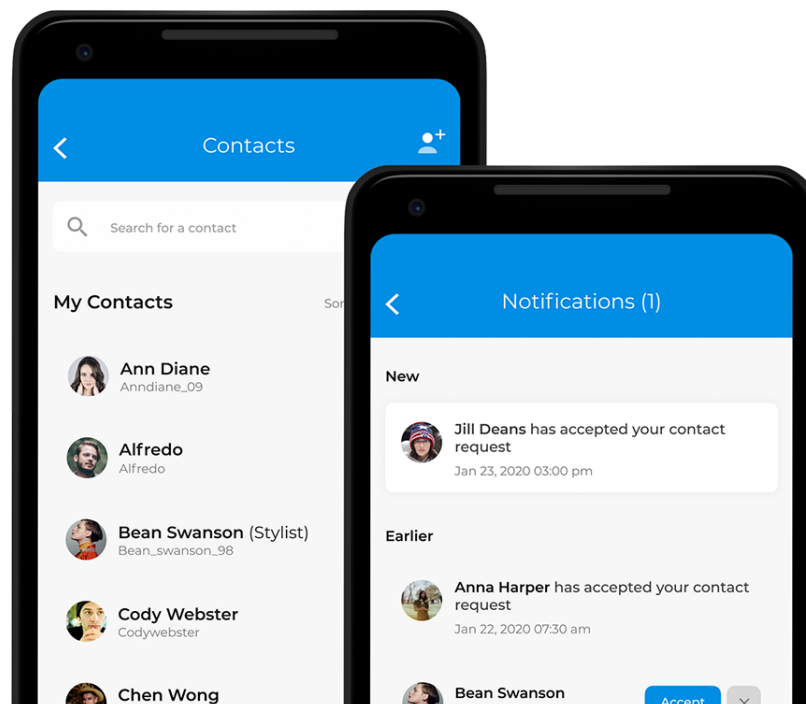 Contacts
Search for a contact
My Contacts
Ann Diane
Anndiane_09
Alfredo
Alfredo
Bean Swanson (Stylist)
Bean_swanson_98
Cody Webster
Codywebster
Chen Wong
Notifications (1)
New
Jill Deans has accepted your contact
request
Jan 23, 2020 03:00 pm
Earlier
Anna Harper has accepted your contact
request
Jan 22, 2020 07:30 am
Bean Swanson
Accept